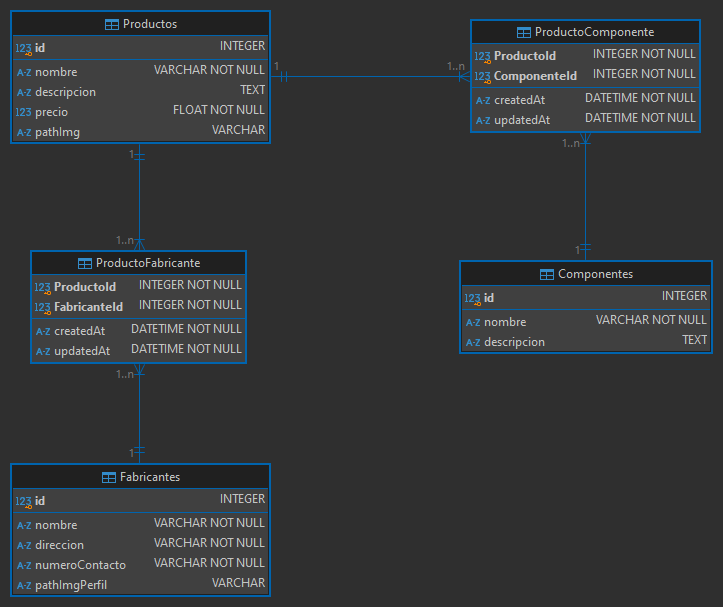 Productos
123 id INTEGER
A-Z nombre VARCHAR NOT NULL
A-Z descripcion TEXT
123 precio FLOAT NOT NULL
A-Z pathImg VARCHAR
1
1..n
ProductoComponente
123 ProductoId INTEGER NOT NULL
123 ComponenteId INTEGER NOT NULL
A-Z createdAt DATETIME NOT NULL
A-Z updatedAt DATETIME NOT NULL
1..n
1
1
1..n
ProductoFabricante
123 ProductoId INTEGER NOT NULL
123 FabricanteId INTEGER NOT NULL
A-Z createdAt DATETIME NOT NULL
A-Z updatedAt DATETIME NOT NULL
Componentes
123 id INTEGER
A-Z nombre VARCHAR NOT NULL
A-Z descripcion TEXT
1..n
1
Fabricantes
123 id INTEGER
A-Z nombre VARCHAR NOT NULL
A-Z direccion VARCHAR NOT NULL
A-Z numeroContacto VARCHAR NOT NULL
A-Z pathImgPerfil VARCHAR